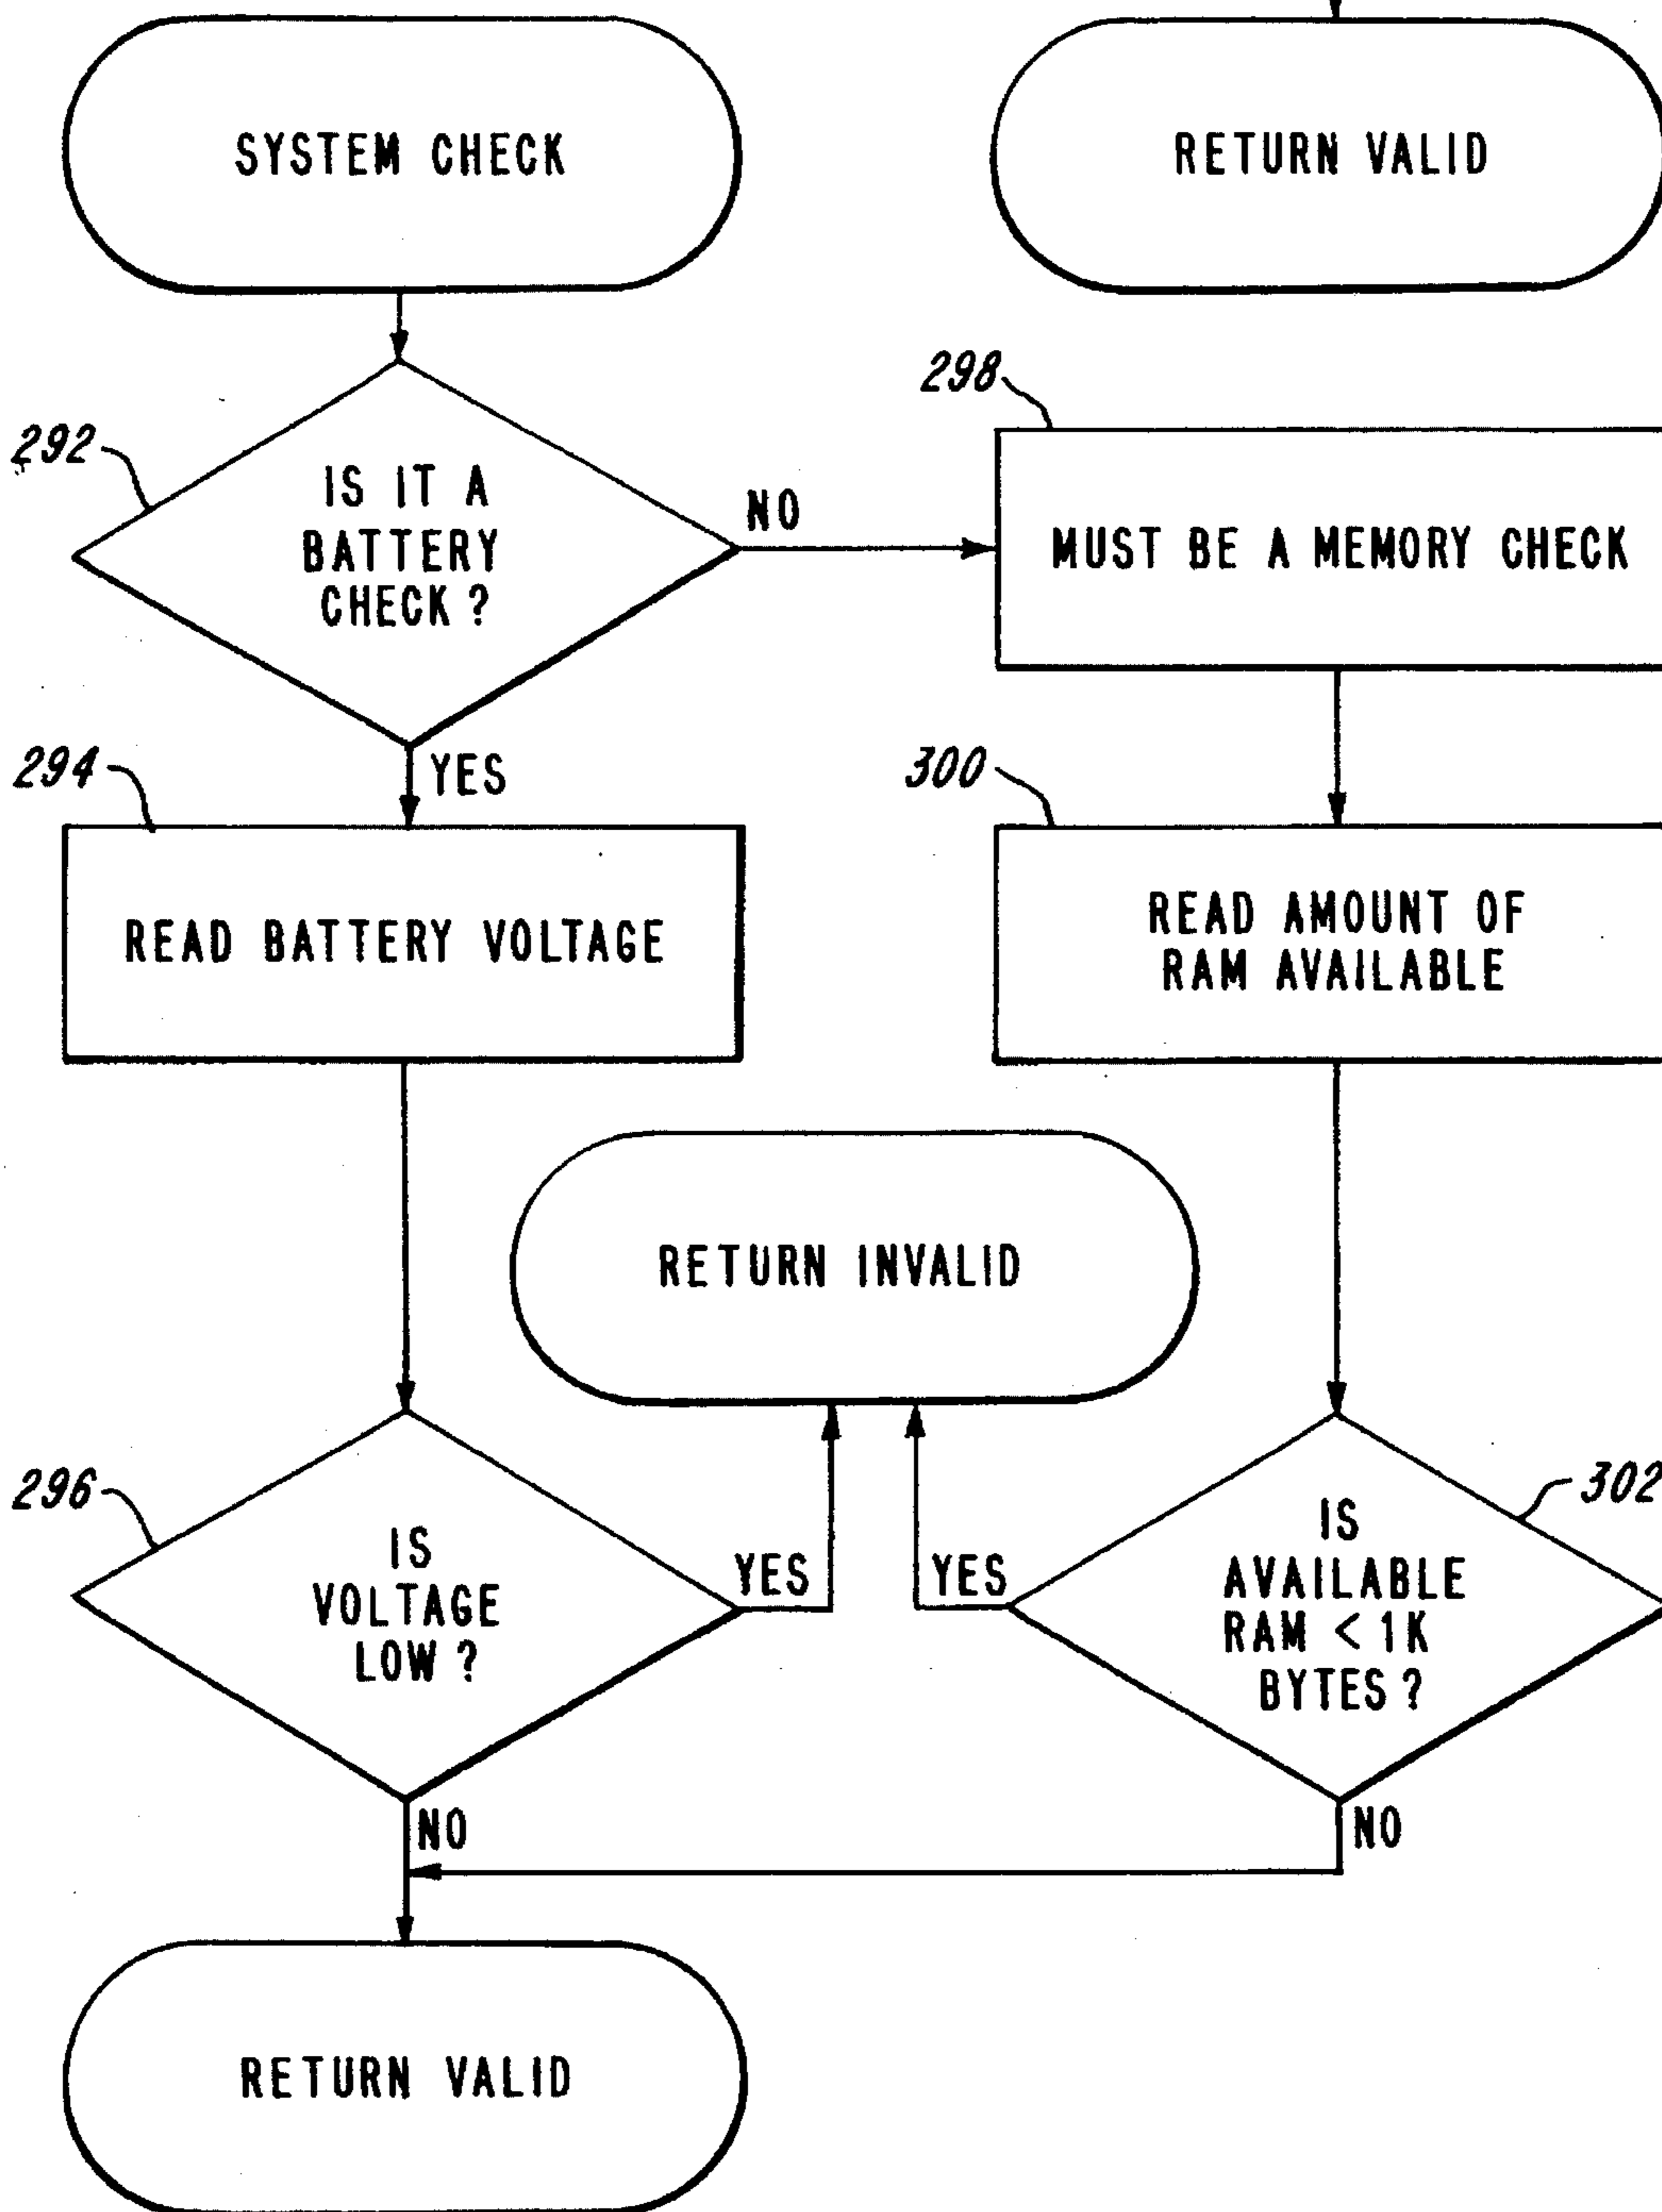 SYSTEM CHECK
RETURN VALID
298
292
IS IT A
BATTERY
CHECK ?
NO
MUST BE A MEMORY CHECK
294
YES
300
READ BATTERY VOLTAGE
READ AMOUNT OF
RAM AVAILABLE
RETURN INVALID
296
IS
VOLTAGE
LOW ?
YES
YES
302
IS
AVAILABLE
RAM < 1K
BYTES ?
NO
NO
RETURN VALID